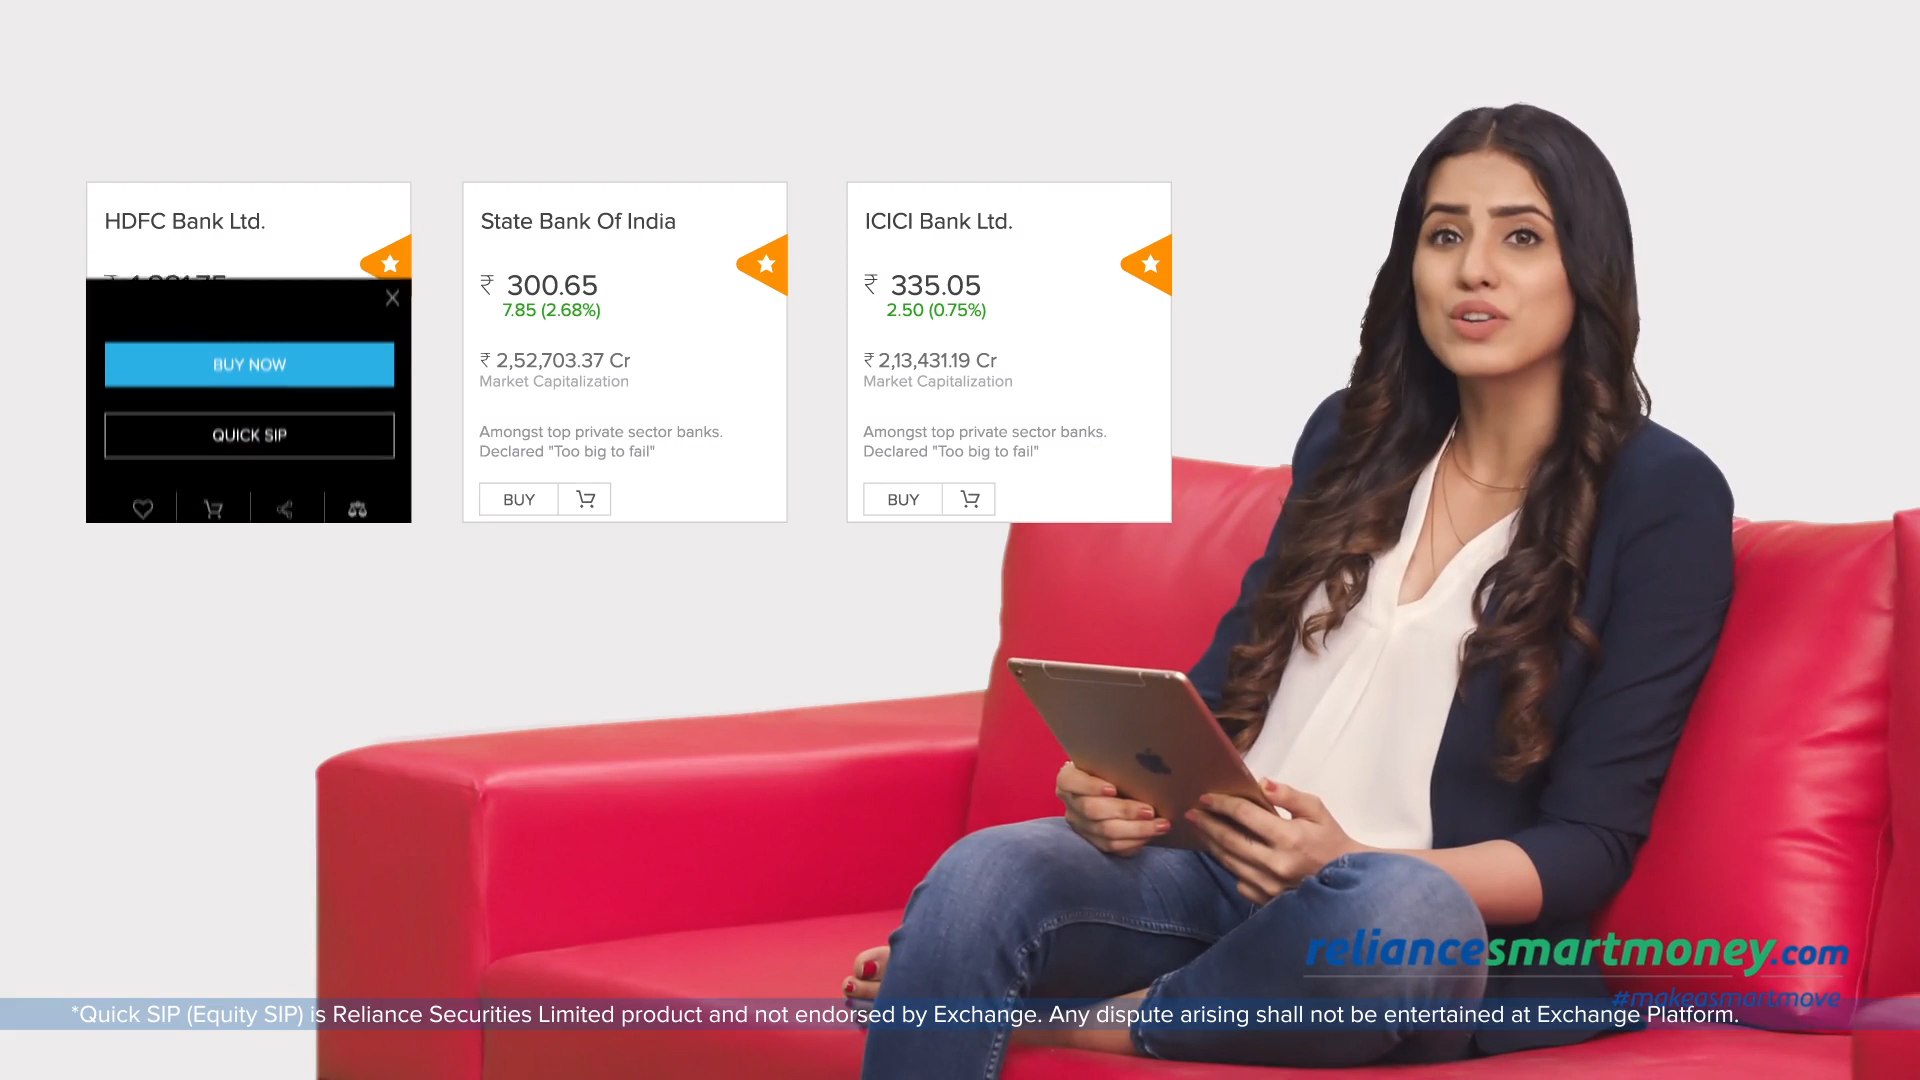 HDFC Bank Ltd.
BUY NOW
QUICK SIP
State Bank Of India
₹ 300.65
7.85 (2.68%)
₹ 2,52,703.37 Cr
Market Capitalization
Amongst top private sector banks.
Declared "Too big to fail"
BUY
ICICI Bank Ltd.
₹ 335.05
2.50 (0.75%)
₹ 2,13,431.19 Cr
Market Capitalization
Amongst top private sector banks.
Declared "Too big to fail"
BUY
reliancesmartmoney.com
#makeasmartmove
*Quick SIP (Equity SIP) is Reliance Securities Limited product and not endorsed by Exchange. Any dispute arising shall not be entertained at Exchange Platform.